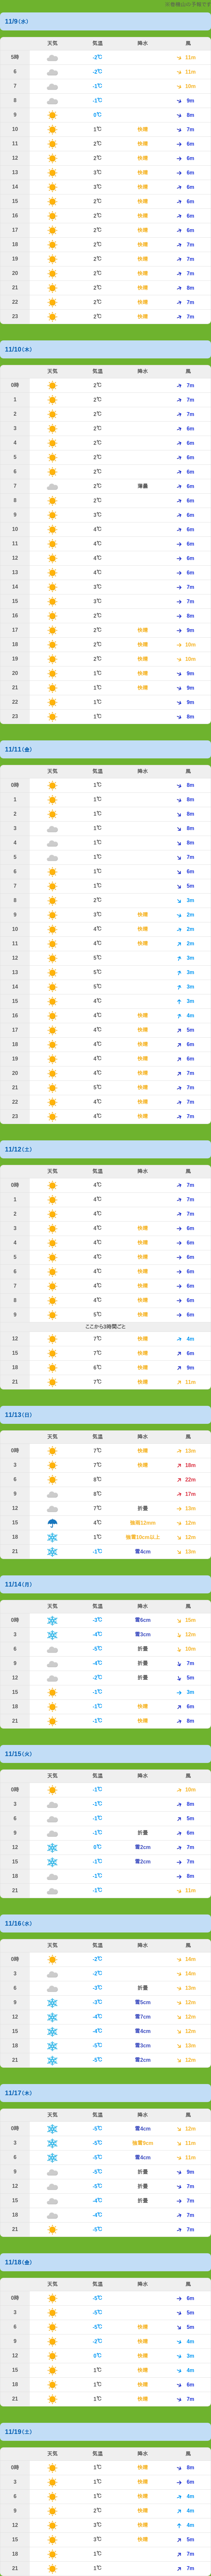 11/9（水）
天気 気温 降水 風
5時 -2℃ 11m
6 -2℃ 11m
7 -1℃ 10m
8 -1℃ 9m
9 0℃ 8m
10 1℃ 快晴 7m
11 2℃ 快晴 6m
12 2℃ 快晴 6m
13 3℃ 快晴 6m
14 3℃ 快晴 6m
15 2℃ 快晴 6m
16 2℃ 快晴 6m
17 2℃ 快晴 6m
18 2℃ 快晴 7m
19 2℃ 快晴 7m
20 2℃ 快晴 7m
21 2℃ 快晴 8m
22 2℃ 快晴 7m
23 2℃ 快晴 7m
11/10（木）
天気 気温 降水 風
0時 2℃ 7m
1 2℃ 7m
2 2℃ 7m
3 2℃ 6m
4 2℃ 6m
5 2℃ 6m
6 2℃ 6m
7 2℃ 薄曇 6m
8 2℃ 6m
9 3℃ 6m
10 4℃ 6m
11 4℃ 6m
12 4℃ 6m
13 4℃ 6m
14 3℃ 7m
15 3℃ 7m
16 2℃ 8m
17 2℃ 快晴 9m
18 2℃ 快晴 10m
19 2℃ 快晴 10m
20 1℃ 快晴 9m
21 1℃ 快晴 9m
22 1℃ 9m
23 1℃ 8m
11/11（金）
天気 気温 降水 風
0時 1℃ 8m
1 1℃ 8m
2 1℃ 8m
3 1℃ 8m
4 1℃ 8m
5 1℃ 7m
6 1℃ 6m
7 1℃ 5m
8 2℃ 3m
9 3℃ 快晴 2m
10 4℃ 快晴 2m
11 4℃ 快晴 2m
12 5℃ 3m
13 5℃ 3m
14 5℃ 3m
15 4℃ 3m
16 4℃ 快晴 4m
17 4℃ 快晴 5m
18 4℃ 快晴 6m
19 4℃ 快晴 6m
20 4℃ 快晴 7m
21 5℃ 快晴 7m
22 4℃ 快晴 7m
23 4℃ 快晴 7m
11/12（土）
天気 気温 降水 風
0時 4℃ 7m
1 4℃ 7m
2 4℃ 7m
3 4℃ 快晴 6m
4 4℃ 快晴 6m
5 4℃ 快晴 6m
6 4℃ 快晴 6m
7 4℃ 快晴 6m
8 4℃ 快晴 6m
9 5℃ 快晴 6m
ここから3時間ごと
12 7℃ 快晴 4m
15 7℃ 快晴 6m
18 6℃ 快晴 9m
21 7℃ 快晴 11m
11/13（日）
天気 気温 降水 風
0時 7℃ 快晴 13m
3 7℃ 快晴 18m
6 8℃ 22m
9 8℃ 17m
12 7℃ 折曇 13m
15 4℃ 強雨12mm 12m
18 1℃ 強雪10cm以上 12m
21 -1℃ 雪4cm 13m
11/14（月）
天気 気温 降水 風
0時 -3℃ 雪6cm 15m
3 -4℃ 雪3cm 12m
6 -5℃ 折曇 10m
9 -4℃ 折曇 7m
12 -2℃ 折曇 5m
15 -1℃ 3m
18 -1℃ 快晴 6m
21 -1℃ 快晴 8m
11/15（火）
天気 気温 降水 風
0時 -1℃ 10m
3 -1℃ 8m
6 -1℃ 5m
9 -1℃ 折曇 6m
12 0℃ 雪2cm 7m
15 -1℃ 雪2cm 7m
18 -1℃ 8m
21 -1℃ 11m
11/16（水）
天気 気温 降水 風
0時 -2℃ 14m
3 -2℃ 14m
6 -3℃ 折曇 13m
9 -3℃ 雪5cm 12m
12 -4℃ 雪7cm 12m
15 -4℃ 雪4cm 12m
18 -5℃ 雪3cm 13m
21 -5℃ 雪2cm 12m
11/17（木）
天気 気温 降水 風
0時 -5℃ 雪4cm 12m
3 -5℃ 強雪9cm 11m
6 -5℃ 雪4cm 11m
9 -5℃ 折曇 9m
12 -5℃ 折曇 7m
15 -4℃ 折曇 7m
18 -4℃ 7m
21 -5℃ 7m
11/18（金）
天気 気温 降水 風
0時 -5℃ 6m
3 -5℃ 5m
6 -5℃ 快晴 5m
9 -2℃ 快晴 4m
12 0℃ 快晴 3m
15 1℃ 快晴 4m
18 1℃ 快晴 6m
21 1℃ 快晴 7m
11/19（土）
天気 気温 降水 風
0時 1℃ 快晴 8m
3 1℃ 快晴 6m
6 1℃ 快晴 4m
9 2℃ 快晴 4m
12 3℃ 快晴 4m
15 3℃ 快晴 5m
18 1℃ 7m
21 1℃ 7m